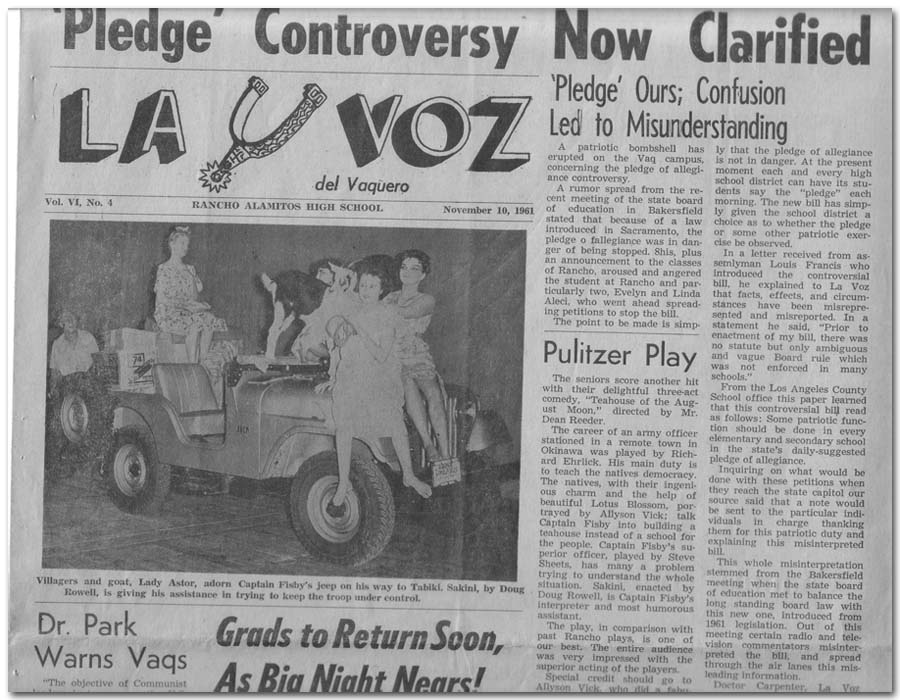 'Pledge' Controversy Now Clarified
LA VOZ
del Vaquero
Vol. VI, No. 4
RANCHO ALAMITOS HIGH SCHOOL
November 10, 1961
Villagers and goat, Lady Astor, adorn Captain Fisby's jeep on his way to Tabiki. Sakini, by Doug
Rowell, is giving his assistance in trying to keep the troop under control.
Dr. Park
Warns Vaqs
"The objective of Communist
Grads to Return Soon,
As Big Night Nears!
'Pledge' Ours; Confusion
Led to Misunderstanding
A patriotic bombshell has
erupted on the Vaq campus,
concerning the pledge of allegi-
ance controversy.
A rumor spread from the re-
cent meeting of the state board
of education in Bakersfield
stated that because of a law
introduced in Sacramento, the
pledge o fallegiance was in dan-
ger of being stopped. 8his, plus
an announcement to the classes
of Rancho, aroused and angered
the student at Rancho and par-
ticularly two, Evelyn and Linda
Aleci, who went ahead spread-
ing petitions to stop the bill.
The point to be made is simp-
ly that the pledge of allegiance
is not in danger. At the present
moment each and every high
school district can have its stu-
dents say the "pledge" each
morning. The new bill has simp-
ly given the school district a
choice as to whether the pledge
or some other patriotic exer-
cise be observed.
In a letter received from as-
semlyman Louis Francis who
introduced the controversial
bill, he explained to La Voz
that facts, effects, and circum-
stances have been misrepre-
sented and misreported. In a
statement he said, "Prior to
enactment of my bill, there was
no statute but only ambiguous
and vague Board rule which
was not enforced in many
schools."
From the Los Angeles County
School office this paper learned
that this controversial bill read
as follows: Some patriotic func-
tion should be done in every
elementary and secondary school
in the state's daily-suggested
pledge of allegiance.
Inquiring on what would be
done with these petitions when
they reach the state capitol our
source said that a note would
be sent to the particular indi-
viduals in charge thanking
them for this patriotic duty and
explaining this misinterpreted
bill.
This whole misinterpretation
stemmed from the Bakersfield
meeting when the state board
of education met to balance the
long standing board law with
this new one, introduced from
1961 legislation. Out of this
meeting certain radio and tele-
vision commentators misinter-
preted the bill, and spread
through the air lanes this mis-
leading information.
Doctor Carpenter, La Voz
Pulitzer Play
The seniors score another hit
with their delightful three-act
comedy, "Teahouse of the Aug-
ust Moon," directed by Mr.
Dean Reeder.
The career of an army officer
stationed in a remote town in
Okinawa was played by Rich-
ard Ehrlick. His main duty is
to teach the natives democracy.
The natives, with their ingeni-
ous charm and the help of
beautiful Lotus Blossom, por-
trayed by Allyson Vick; talk
Captain Fisby into building a
teahouse instead of a school for
the people. Captain Fisby's su-
perior officer, played by Steve
Sheets, has many a problem
trying to understand the whole
situation. Sakini, enacted by
Doug Rowell, is Captain Fisby's
interpreter and most humorous
assistant.
The play, in comparison with
past Rancho plays, is one of
our best. The entire audience
was very impressed with the
superior acting of the players.
Special credit should go to
Allyson Vick, who did a